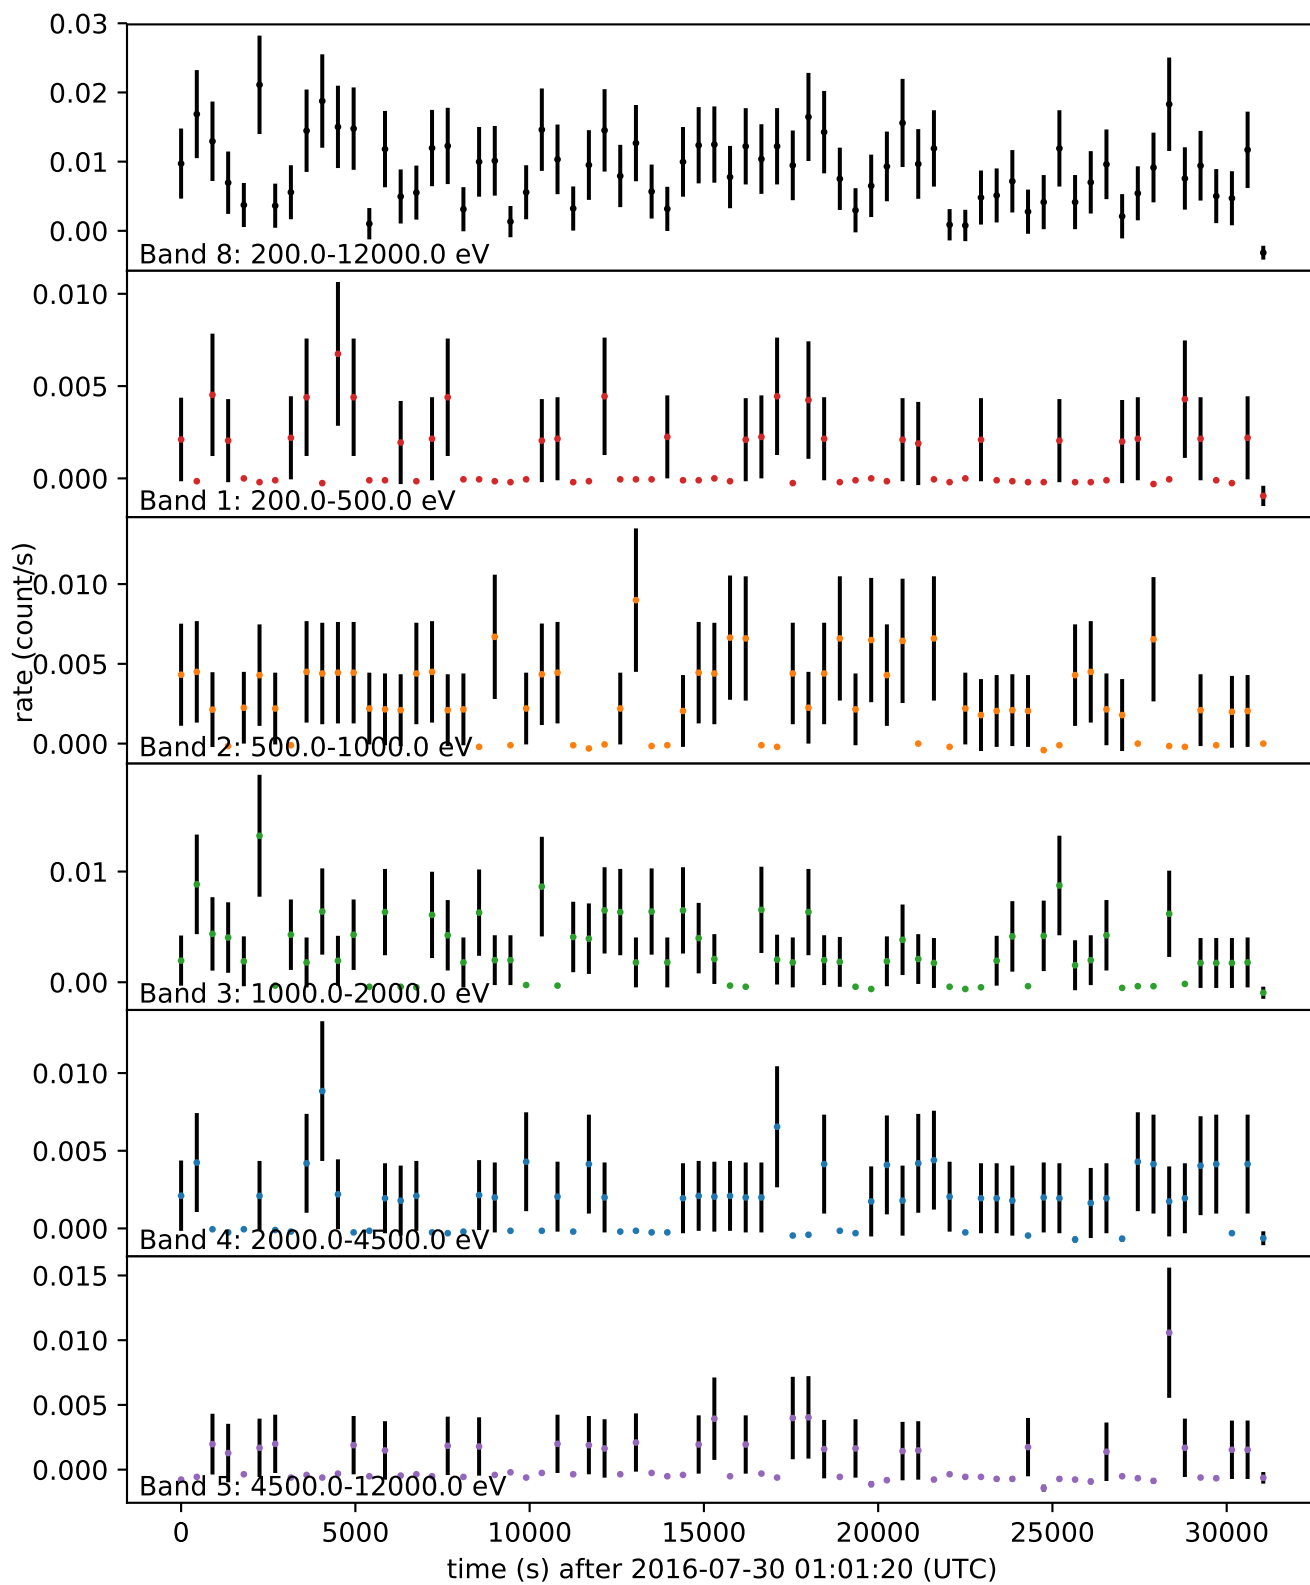 0.03
0.02
0.01
0.00
Band 8: 200.0-12000.0 eV
0.010
0.005
0.000
Band 1: 200.0-500.0 eV
rate (count/s)
0.010
0.005
0.000
Band 2: 500.0-1000.0 eV
0.01
0.00
Band 3: 1000.0-2000.0 eV
0.010
0.005
0.000
Band 4: 2000.0-4500.0 eV
0.015
0.010
0.005
0.000
Band 5: 4500.0-12000.0 eV
0 5000 10000 15000 20000 25000 30000
time (s) after 2016-07-30 01:01:20 (UTC)